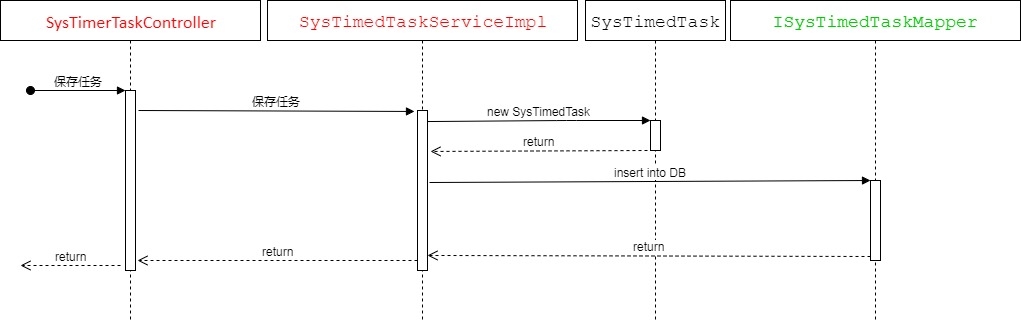 SysTimerTaskController
SysTimedTaskServiceImpl
SysTimedTask
ISysTimedTaskMapper
保存任务
保存任务
new SysTimedTask
return
insert into DB
return
return
return